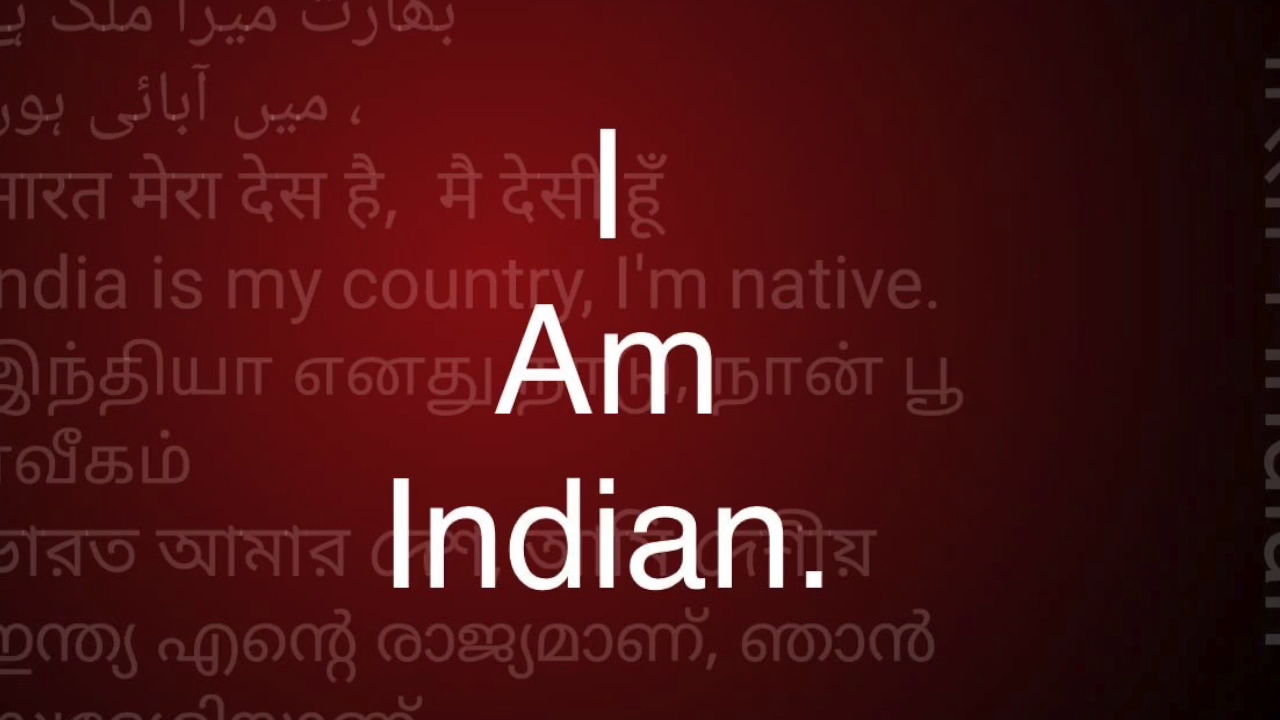 بھارت میرا ملک ہے
، میں آبائی ہوں
भारत मेरा देस है, मै देसी हूँ
India is my country, I'm native.
இந்தியா எனது நாடு, நான் பூ
ர்வீகம்
ভারত আমার দেশ, আমি দেশীয়
ഇന്ത്യ എന്റെ രാജ്യമാണ്, ഞാൻ
I
Am
Indian.